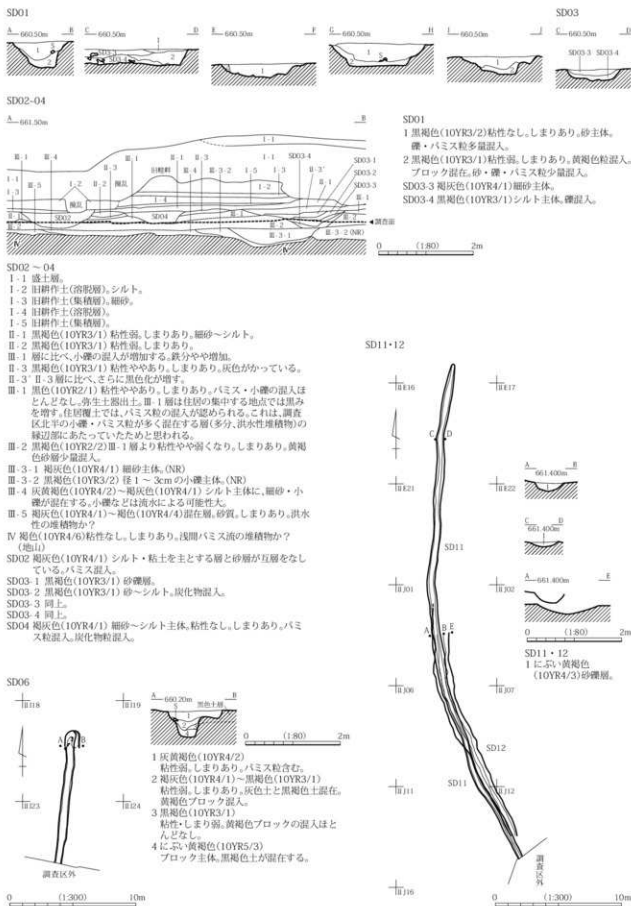 SD01
A 660.50m B
C 660.50m D
E 660.50m F
G 660.50m H
I 660.50m J
SD03
C 660.50m D
SD03-3 SD03-4
SD02-04
A 661.50m B
SD02
SD04
調査面
0 (1:80) 2m
SD01
1 黒褐色(10YR3/2)粘性なし。しまりあり。砂主体。
礫・パミス粒多量混入。
2 黒褐色(10YR3/1)粘性弱。しまりあり。黄褐色粒混入。
ブロック混在。砂・礫・パミス粒少量混入。
SD03-3 褐灰色(10YR4/1)細砂主体。
SD03-4 黒褐色(10YR3/1)シルト主体。礫混入。
SD02～04
Ⅰ-1 盛土層。
Ⅰ-2 旧耕作土(溶脱層)。シルト。
Ⅰ-3 旧耕作土(集積層)。細砂。
Ⅰ-4 旧耕作土(溶脱層)。
Ⅰ-5 旧耕作土(集積層)。
Ⅱ-1 黒褐色(10YR3/1) 粘性弱。しまりあり。細砂～シルト。
Ⅱ-2 黒褐色(10YR3/1) 粘性弱。しまりあり。
Ⅲ-1 層に比べ、小礫の混入が増加する。鉄分やや増加。
Ⅱ-3 黒褐色(10YR3/1) 粘性ややあり。しまりあり。灰色がかっている。
Ⅱ-3´ Ⅱ-3層に比べ、さらに黒色化が増す。
Ⅲ-1 黒色(10YR2/1) 粘性ややあり。しまりあり。パミス・小礫の混入ほ
とんどなし。弥生土器出土。Ⅲ-1層は住居の集中する地点では黒み
を増す。住居覆土では、パミス粒の混入が認められる。これは、調査
区北半の小礫・パミス粒が多く混在する層(多分、洪水性堆積物)の
縁辺部にあたっていたためと思われる。
Ⅲ-2 黒褐色(10YR2/2)Ⅲ-1層より粘性やや弱くなり。しまりあり。黄褐
色砂層少量混入。
Ⅲ-3-1 褐灰色(10YR4/1) 細砂主体。(NR)
Ⅲ-3-2 黒褐色(10YR3/2) 径1～3cmの小礫主体。(NR)
Ⅲ-4 灰黄褐色(10YR4/2)～褐灰色(10YR4/1) シルト主体に、細砂・小
礫が混在する。小礫などは流水による可能性大。
Ⅲ-5 褐灰色(10YR4/1)～褐色(10YR4/4)混在層。砂質。しまりあり。洪水
性の堆積物か？
Ⅳ 褐色(10YR4/6)粘性なし。しまりあり。浅間パミス流の堆積物か？
(地山)
SD02 褐灰色(10YR4/1) シルト・粘土を主とする層と砂層が互層をなし
ている。パミス混入。
SD03-1 黒褐色(10YR3/1) 砂礫層。
SD03-2 黒褐色(10YR3/1) 砂～シルト。炭化物混入。
SD03-3 同上。
SD03-4 同上。
SD04 褐灰色(10YR4/1) 細砂～シルト主体。粘性なし。しまりあり。パミ
ス粒混入。炭化物粒混入。
SD06
ⅡJ18 ⅡJ19
A B
ⅡJ23 ⅡJ24
調査区外
0 (1:300) 10m
A 660.20m B
黒色土層
0 (1:80) 2m
1 灰黄褐色(10YR4/2)
粘性弱。しまりあり。パミス粒含む。
2 褐灰色(10YR4/1)～黒褐色(10YR3/1)
粘性弱。しまりあり。灰色土と黒褐色土混在。
黄褐色ブロック混入。
3 黒褐色(10YR3/1)
粘性・しまり弱。黄褐色ブロックの混入ほと
んどなし。
4 にぶい黄褐色(10YR5/3)
ブロック主体。黒褐色土が混在する。
SD11・12
ⅡE16 ⅡE17
C D
ⅡE21 ⅡE22
SD11
ⅡJ01 ⅡJ02
A B E
ⅡJ06 ⅡJ07
SD12
SD11
ⅡJ11 ⅡJ12
調査区外
ⅡJ16
0 (1:300) 10m
A B
661.400m
C D
661.400m
A 661.400m E
0 (1:80) 2m
SD11・12
1 にぶい黄褐色
(10YR4/3)砂礫層。